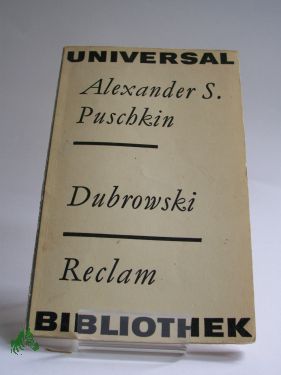 UNIVERSAL
Alexander S.
Puschkin
Dubrowski
Reclam
BIBLIOTHEK